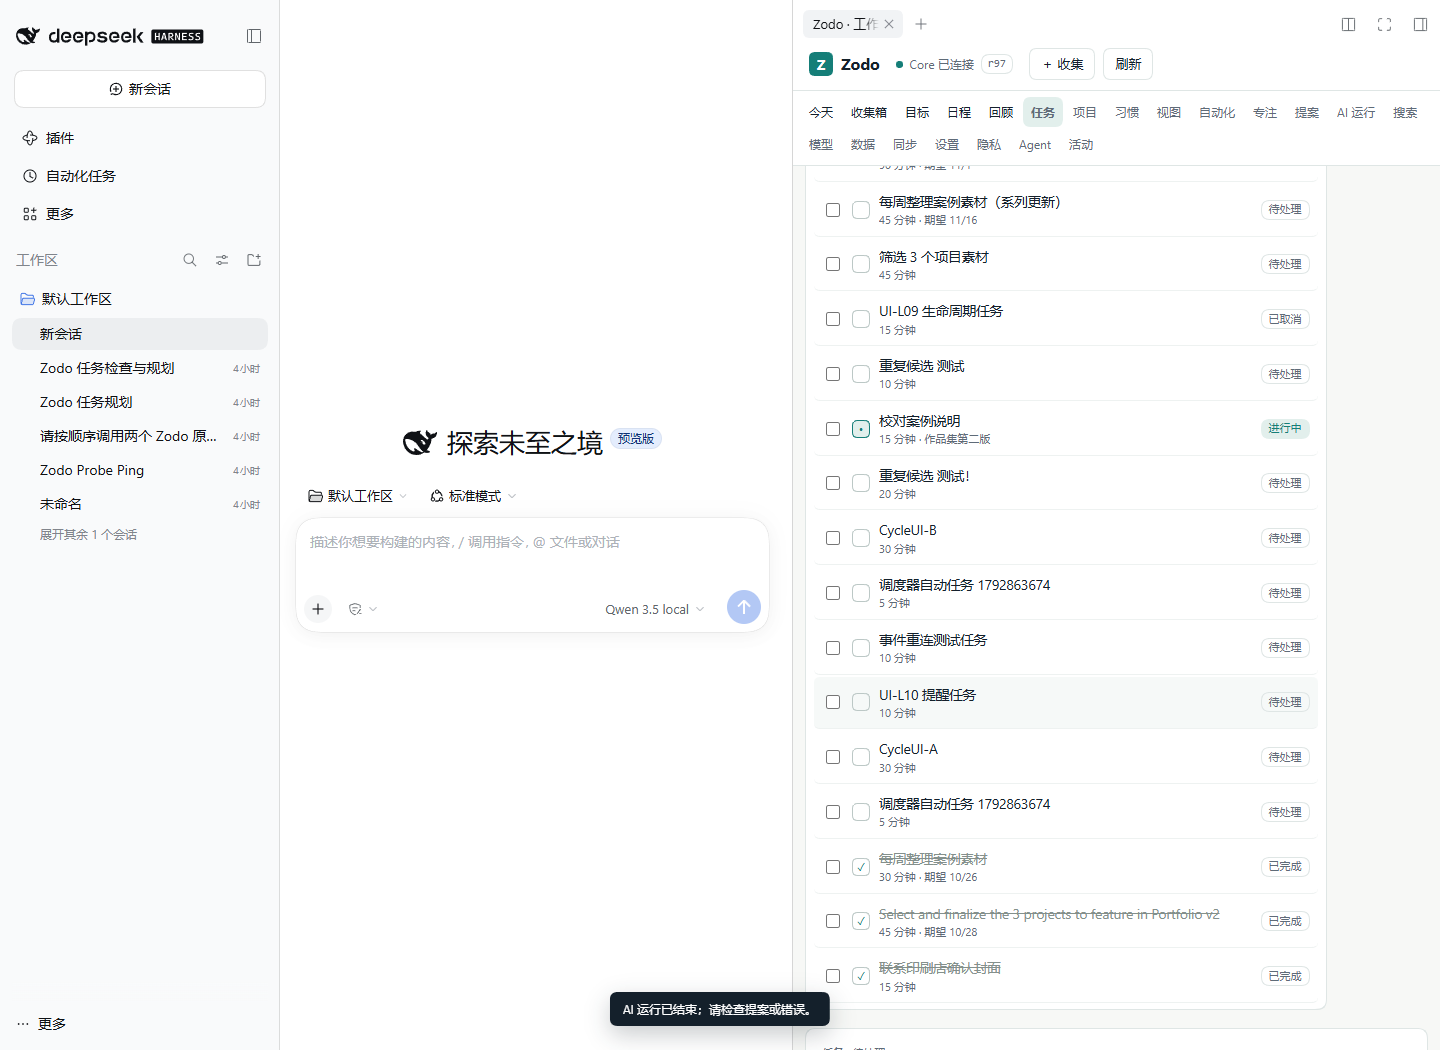 deepseek HARNESS
新会话
插件
自动化任务
更多
工作区
默认工作区
新会话
Zodo 任务检查与规划 4小时
Zodo 任务规划 4小时
请按顺序调用两个 Zodo 原... 4小时
Zodo Probe Ping 4小时
未命名 4小时
展开其余 1 个会话
更多
探索未至之境 预览版
默认工作区 标准模式
描述你想要构建的内容, / 调用指令, @ 文件或对话
Qwen 3.5 local
Zodo · 工作
Z Zodo Core 已连接 r97 + 收集 刷新
今天 收集箱 目标 日程 回顾 任务 项目 习惯 视图 自动化 专注 提案 AI 运行 搜索
模型 数据 同步 设置 隐私 Agent 活动
30 分钟 · 期望 11/1
每周整理案例素材（系列更新） 待处理
45 分钟 · 期望 11/16
筛选 3 个项目素材 待处理
45 分钟
UI-L09 生命周期任务 已取消
15 分钟
重复候选 测试 待处理
10 分钟
校对案例说明 进行中
15 分钟 · 作品集第二版
重复候选 测试! 待处理
20 分钟
CycleUI-B 待处理
30 分钟
调度器自动任务 1792863674 待处理
5 分钟
事件重连测试任务 待处理
10 分钟
UI-L10 提醒任务 待处理
10 分钟
CycleUI-A 待处理
30 分钟
调度器自动任务 1792863674 待处理
5 分钟
每周整理案例素材 已完成
30 分钟 · 期望 10/26
Select and finalize the 3 projects to feature in Portfolio v2 已完成
45 分钟 · 期望 10/28
联系印刷店确认封面 已完成
15 分钟
AI 运行已结束；请检查提案或错误。